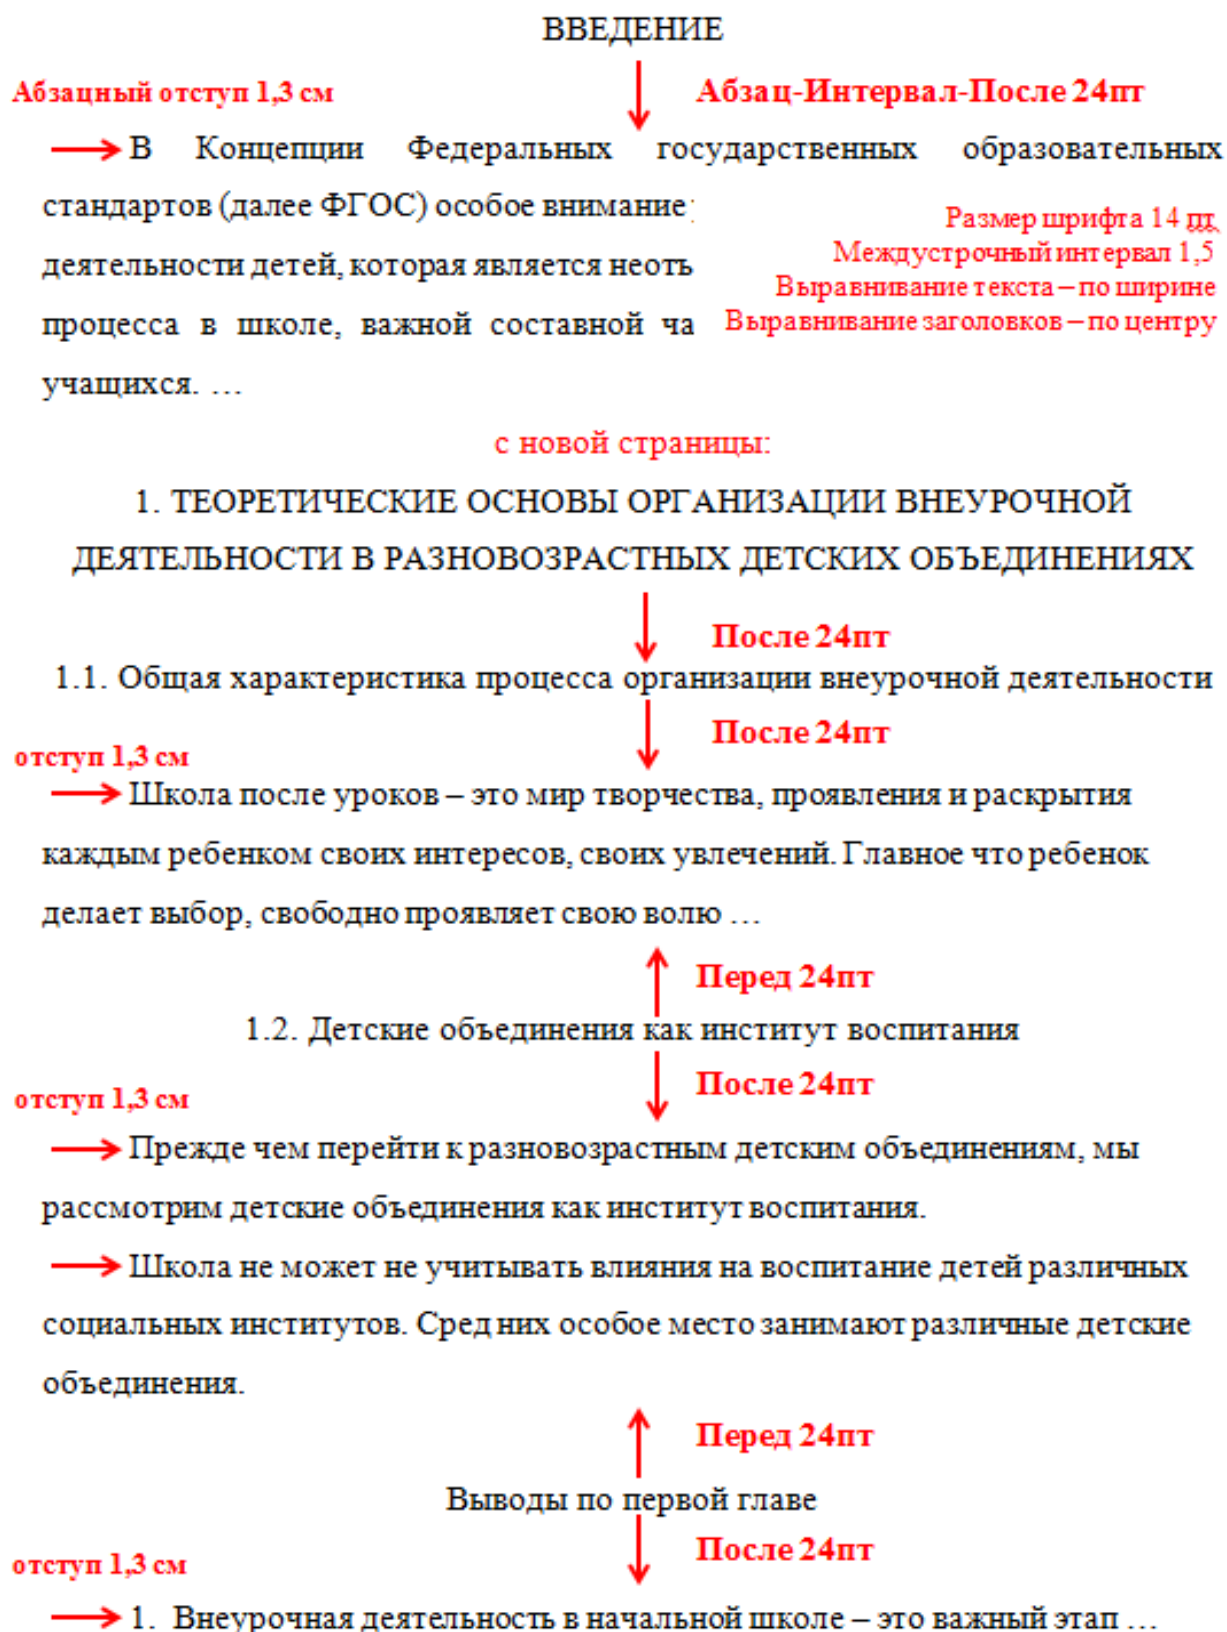 ВВЕДЕНИЕ
Абзацный отступ 1,3 см
Абзац-Интервал-После 24пт
В Концепции Федеральных государственных образовательных
стандартов (далее ФГОС) особое внимание
Размер шрифта 14 пт
Междустрочный интервал 1,5
деятельности детей, которая является неотъ
Выравнивание текста – по ширине
процесса в школе, важной составной ча
Выравнивание заголовков – по центру
учащихся. …
с новой страницы:
1. ТЕОРЕТИЧЕСКИЕ ОСНОВЫ ОРГАНИЗАЦИИ ВНЕУРОЧНОЙ
ДЕЯТЕЛЬНОСТИ В РАЗНОВОЗРАСТНЫХ ДЕТСКИХ ОБЪЕДИНЕНИЯХ
После 24пт
1.1. Общая характеристика процесса организации внеурочной деятельности
После 24пт
отступ 1,3 см
Школа после уроков – это мир творчества, проявления и раскрытия
каждым ребенком своих интересов, своих увлечений. Главное что ребенок
делает выбор, свободно проявляет свою волю …
Перед 24пт
1.2. Детские объединения как институт воспитания
После 24пт
отступ 1,3 см
Прежде чем перейти к разновозрастным детским объединениям, мы
рассмотрим детские объединения как институт воспитания.
Школа не может не учитывать влияния на воспитание детей различных
социальных институтов. Сред них особое место занимают различные детские
объединения.
Перед 24пт
Выводы по первой главе
После 24пт
отступ 1,3 см
1. Внеурочная деятельность в начальной школе – это важный этап …